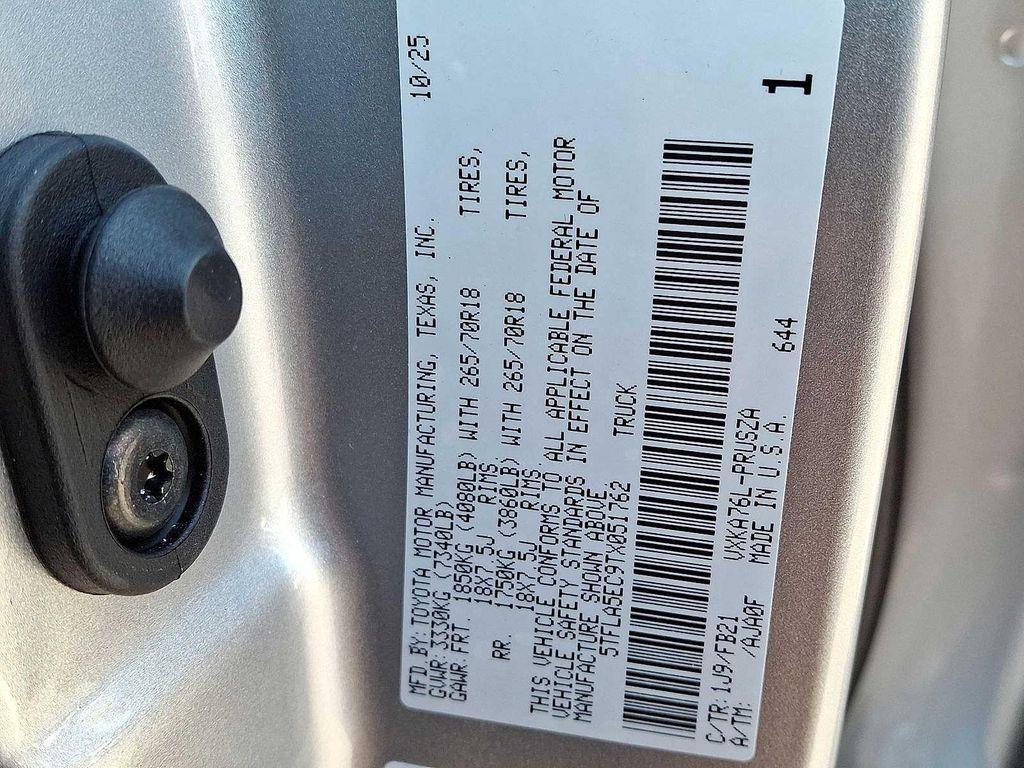 MFD BY: TOYOTA MOTOR MANUFACTURING, TEXAS, INC. 10/25
GVWR: 3330KG (7340LB)
GAWR: FRT. 1850KG (4080LB) WITH 265/70R18 TIRES,
18X7.5J RIMS
RR. 1750KG (3860LB) WITH 265/70R18 TIRES,
18X7.5J RIMS.
THIS VEHICLE CONFORMS TO ALL APPLICABLE FEDERAL MOTOR
VEHICLE SAFETY STANDARDS IN EFFECT ON THE DATE OF
MANUFACTURE SHOWN ABOVE
5TFLA5EC9TX051762 TRUCK
C/TR: 1J9/FB21 VXKA76L-PRUSZA 644 1
A/TM: /AJA0F MADE IN U.S.A.